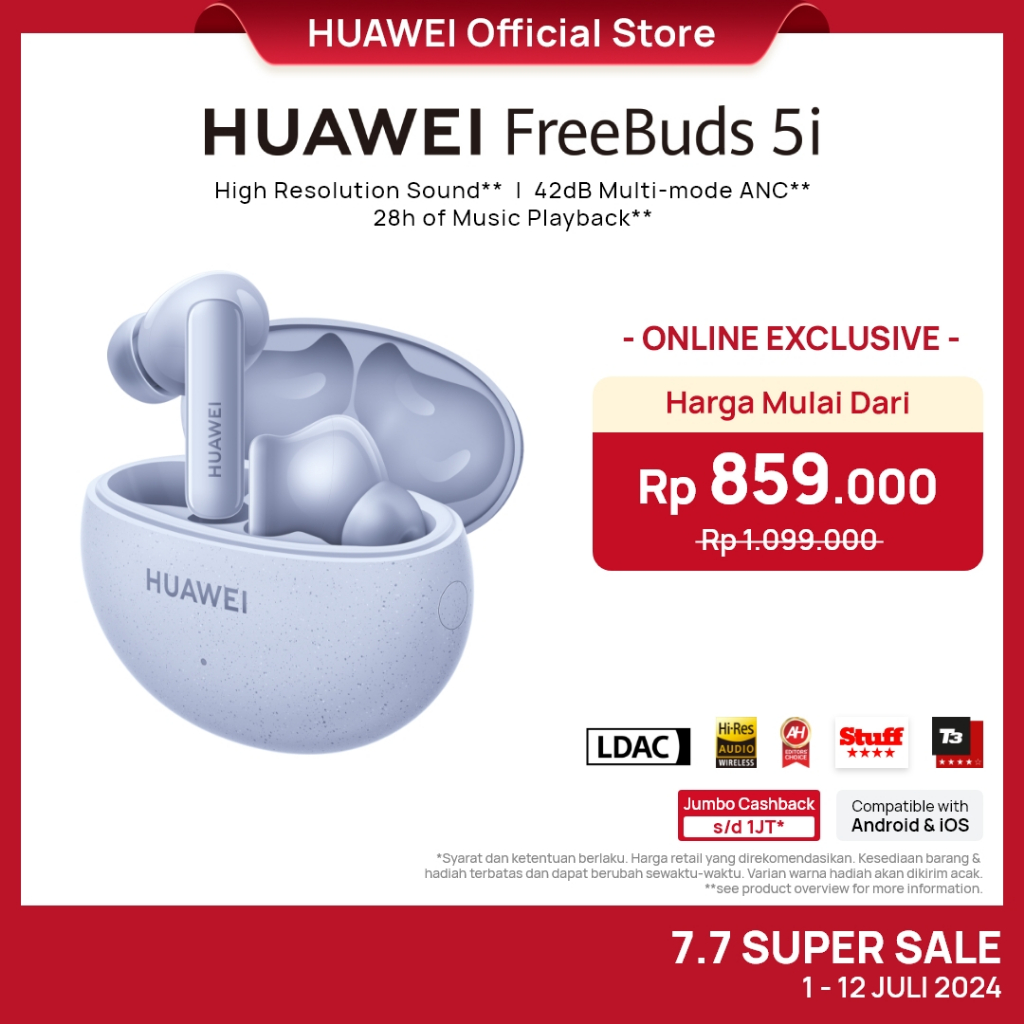 HUAWEI Official Store
HUAWEI FreeBuds 5i
High Resolution Sound** | 42dB Multi-mode ANC**
28h of Music Playback**
HUAWEI
HUAWEI
- ONLINE EXCLUSIVE -
Harga Mulai Dari
Rp 859.000
Rp 1.099.000
LDAC
Hi-Res
AUDIO
WIRELESS
AH
EDITORS
CHOICE
Stuff
T3
Jumbo Cashback
s/d 1JT*
Compatible with
Android & iOS
*Syarat dan ketentuan berlaku. Harga retail yang direkomendasikan. Kesediaan barang &
hadiah terbatas dan dapat berubah sewaktu-waktu. Varian warna hadiah akan dikirim acak.
**see product overview for more information.
7.7 SUPER SALE
1 - 12 JULI 2024